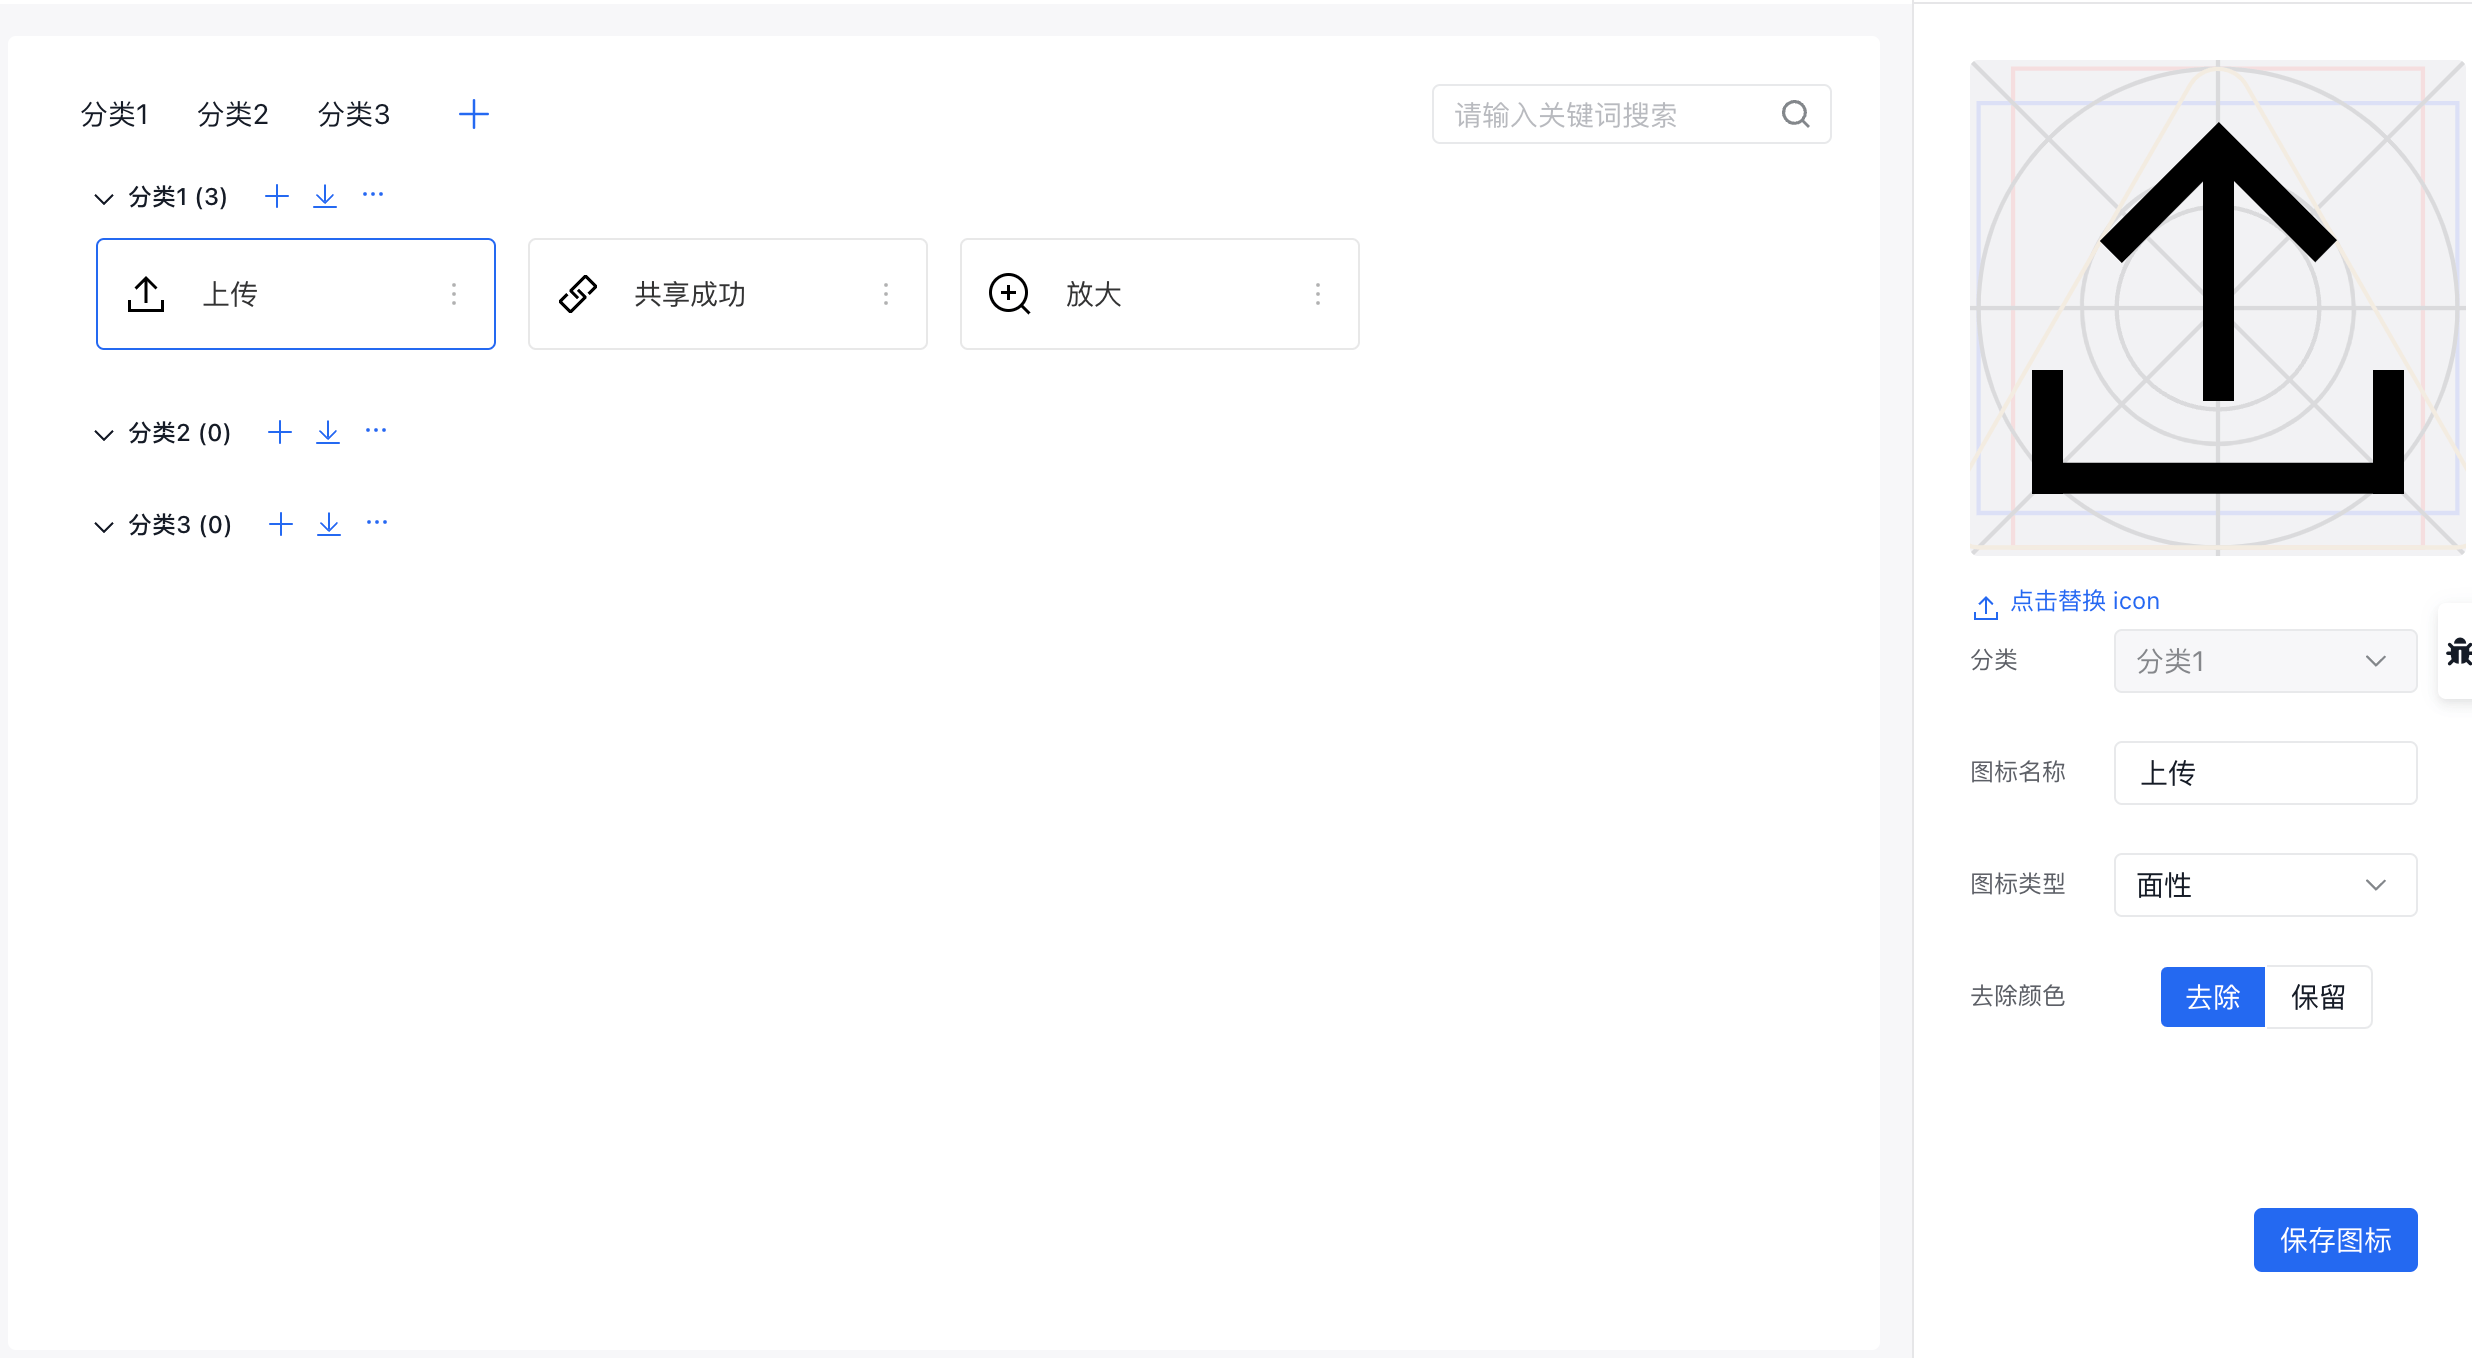 分类1 分类2 分类3
请输入关键词搜索
分类1 (3)
上传 共享成功 放大
分类2 (0)
分类3 (0)
点击替换 icon
分类 分类1
图标名称 上传
图标类型 面性
去除颜色 去除 保留
保存图标